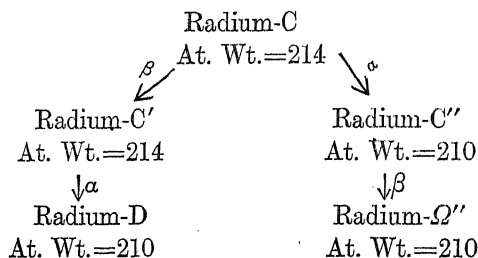 Radium-C
At. Wt.=214
β
α
Radium-C′
Radium-C″
At. Wt.=214
At. Wt.=210
α
β
Radium-D
Radium-Ω″
At. Wt.=210
At. Wt.=210